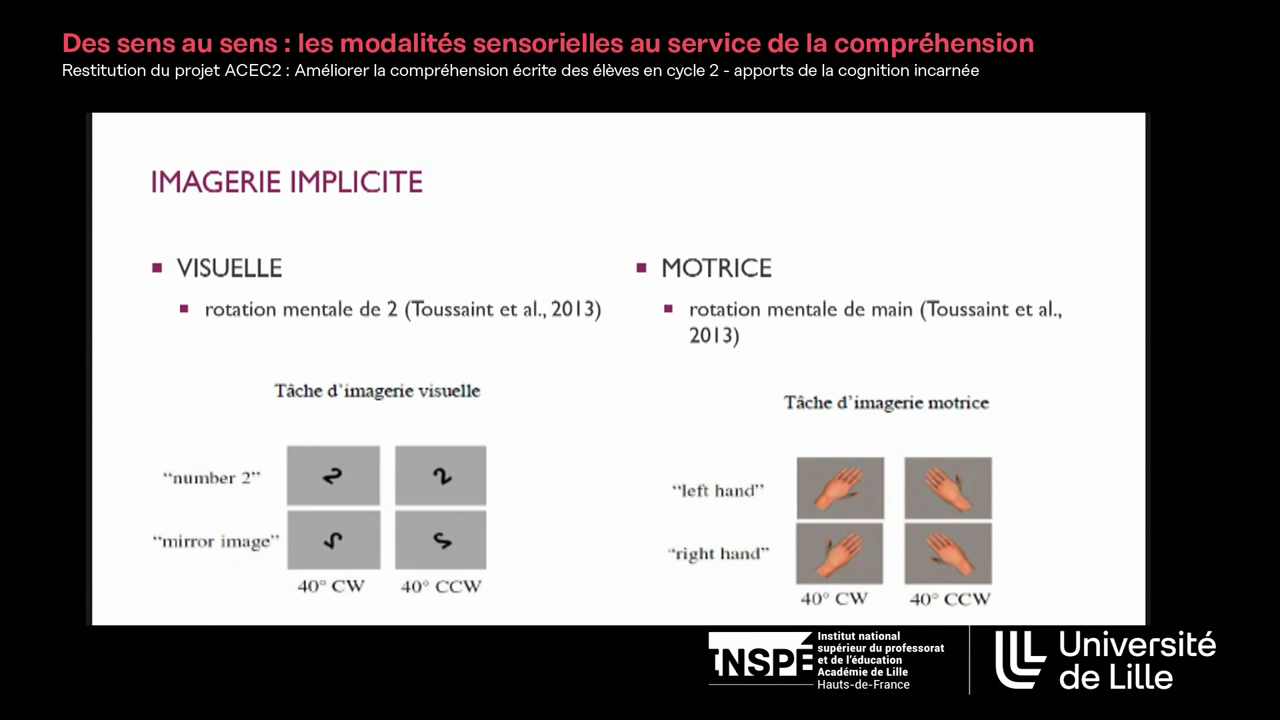 Des sens au sens : les modalités sensorielles au service de la compréhension
Restitution du projet ACEC2 : Améliorer la compréhension écrite des élèves en cycle 2 - apports de la cognition incarnée
IMAGERIE IMPLICITE
VISUELLE
rotation mentale de 2 (Toussaint et al., 2013)
Tâche d'imagerie visuelle
“number 2”
2 2
“mirror image”
40° CW 40° CCW
MOTRICE
rotation mentale de main (Toussaint et al.,
2013)
Tâche d'imagerie motrice
“left hand”
“right hand”
40° CW 40° CCW
INSPÉ
Institut national
supérieur du professorat
et de l'éducation
Académie de Lille
Hauts-de-France
Université
de Lille